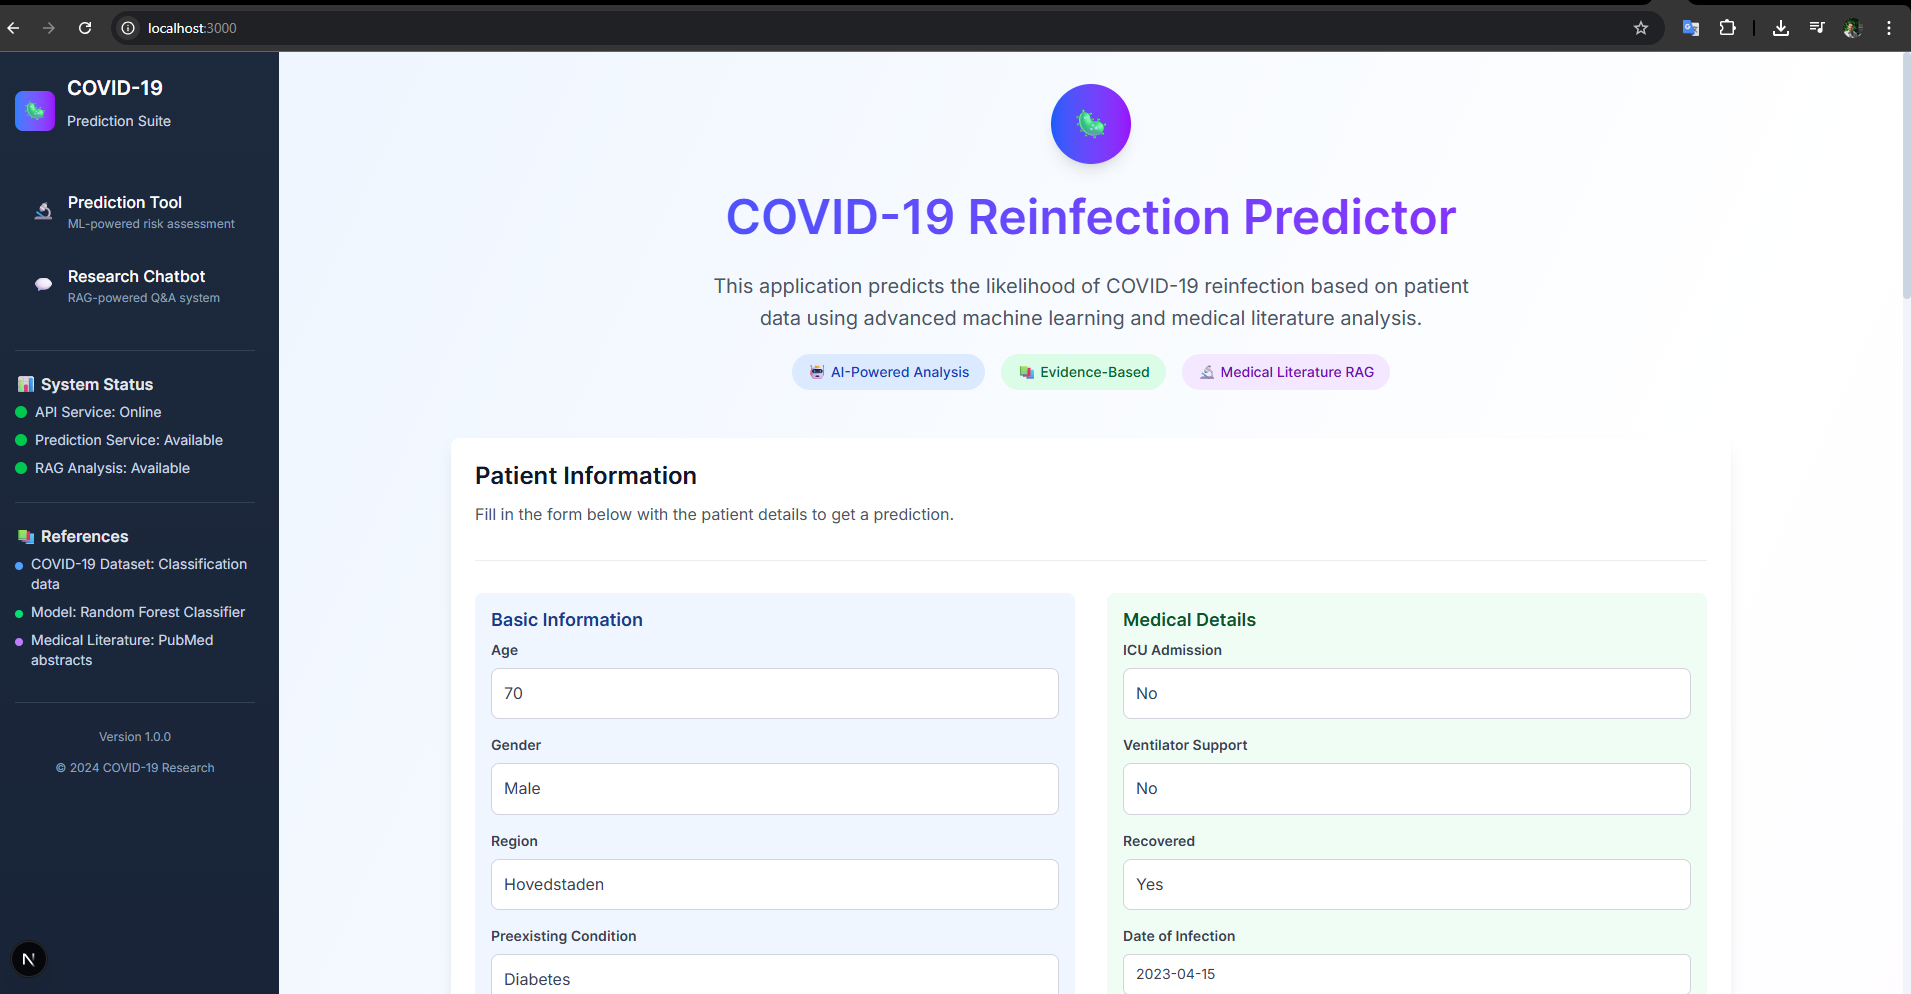 localhost:3000
COVID-19
Prediction Suite
Prediction Tool
ML-powered risk assessment
Research Chatbot
RAG-powered Q&A system
System Status
API Service: Online
Prediction Service: Available
RAG Analysis: Available
References
COVID-19 Dataset: Classification
data
Model: Random Forest Classifier
Medical Literature: PubMed
abstracts
Version 1.0.0
© 2024 COVID-19 Research
N
COVID-19 Reinfection Predictor
This application predicts the likelihood of COVID-19 reinfection based on patient
data using advanced machine learning and medical literature analysis.
AI-Powered Analysis
Evidence-Based
Medical Literature RAG
Patient Information
Fill in the form below with the patient details to get a prediction.
Basic Information
Age
70
Gender
Male
Region
Hovedstaden
Preexisting Condition
Diabetes
Medical Details
ICU Admission
No
Ventilator Support
No
Recovered
Yes
Date of Infection
2023-04-15